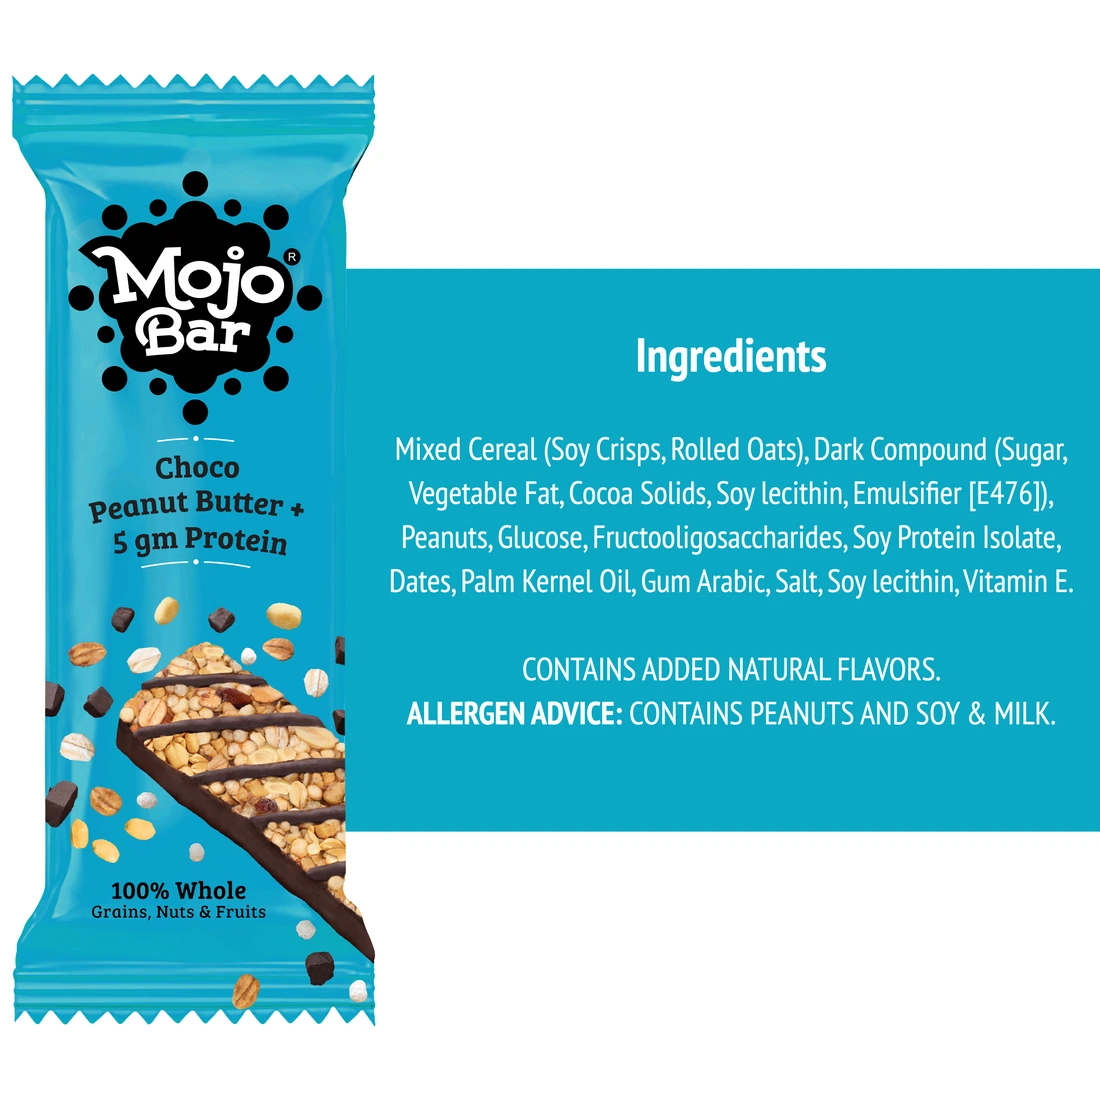 Mojo
Bar
®
Choco
Peanut Butter +
5 gm Protein
100% Whole
Grains, Nuts & Fruits
Ingredients
Mixed Cereal (Soy Crisps, Rolled Oats), Dark Compound (Sugar,
Vegetable Fat, Cocoa Solids, Soy lecithin, Emulsifier [E476]),
Peanuts, Glucose, Fructooligosaccharides, Soy Protein Isolate,
Dates, Palm Kernel Oil, Gum Arabic, Salt, Soy lecithin, Vitamin E.
CONTAINS ADDED NATURAL FLAVORS.
ALLERGEN ADVICE: CONTAINS PEANUTS AND SOY & MILK.